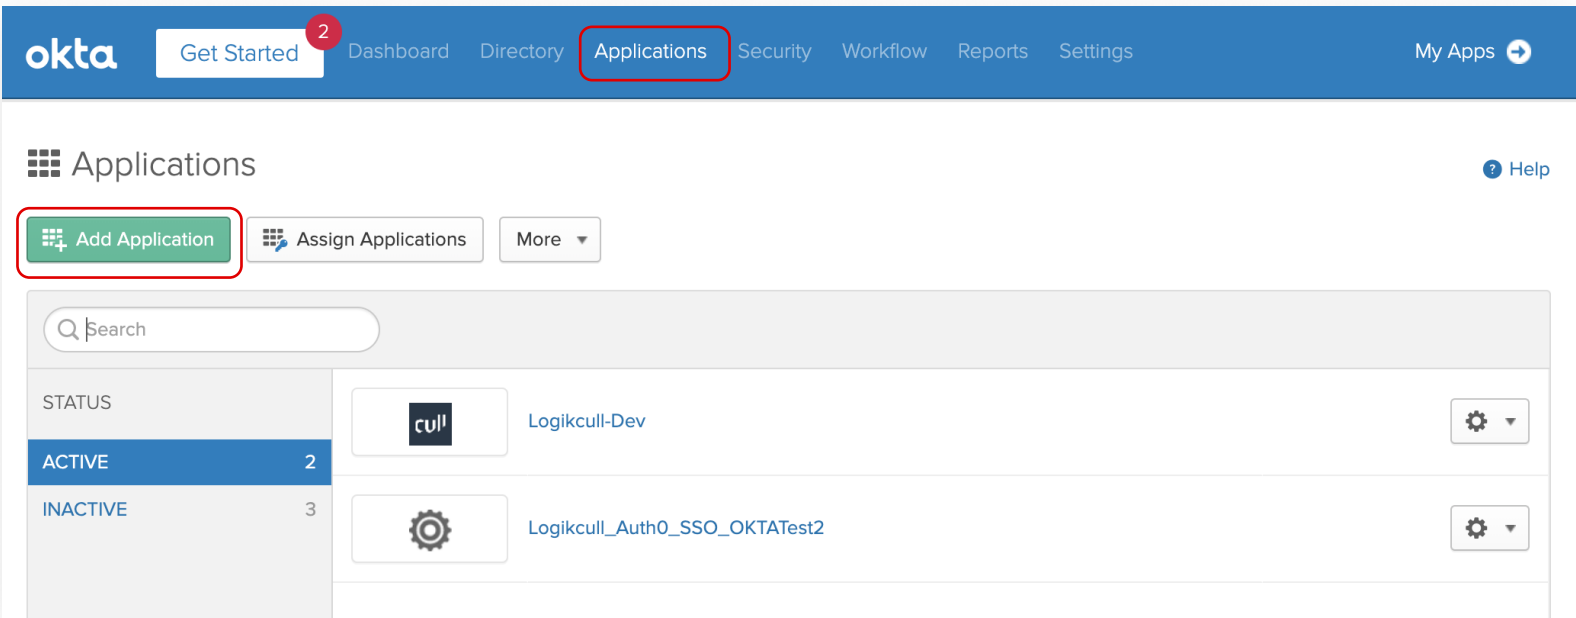 okta Get Started 2 Dashboard Directory Applications Security Workflow Reports Settings My Apps
Applications
? Help
Add Application Assign Applications More
Search
STATUS
ACTIVE 2
INACTIVE 3
cull Logikcull-Dev
Logikcull_Auth0_SSO_OKTATest2